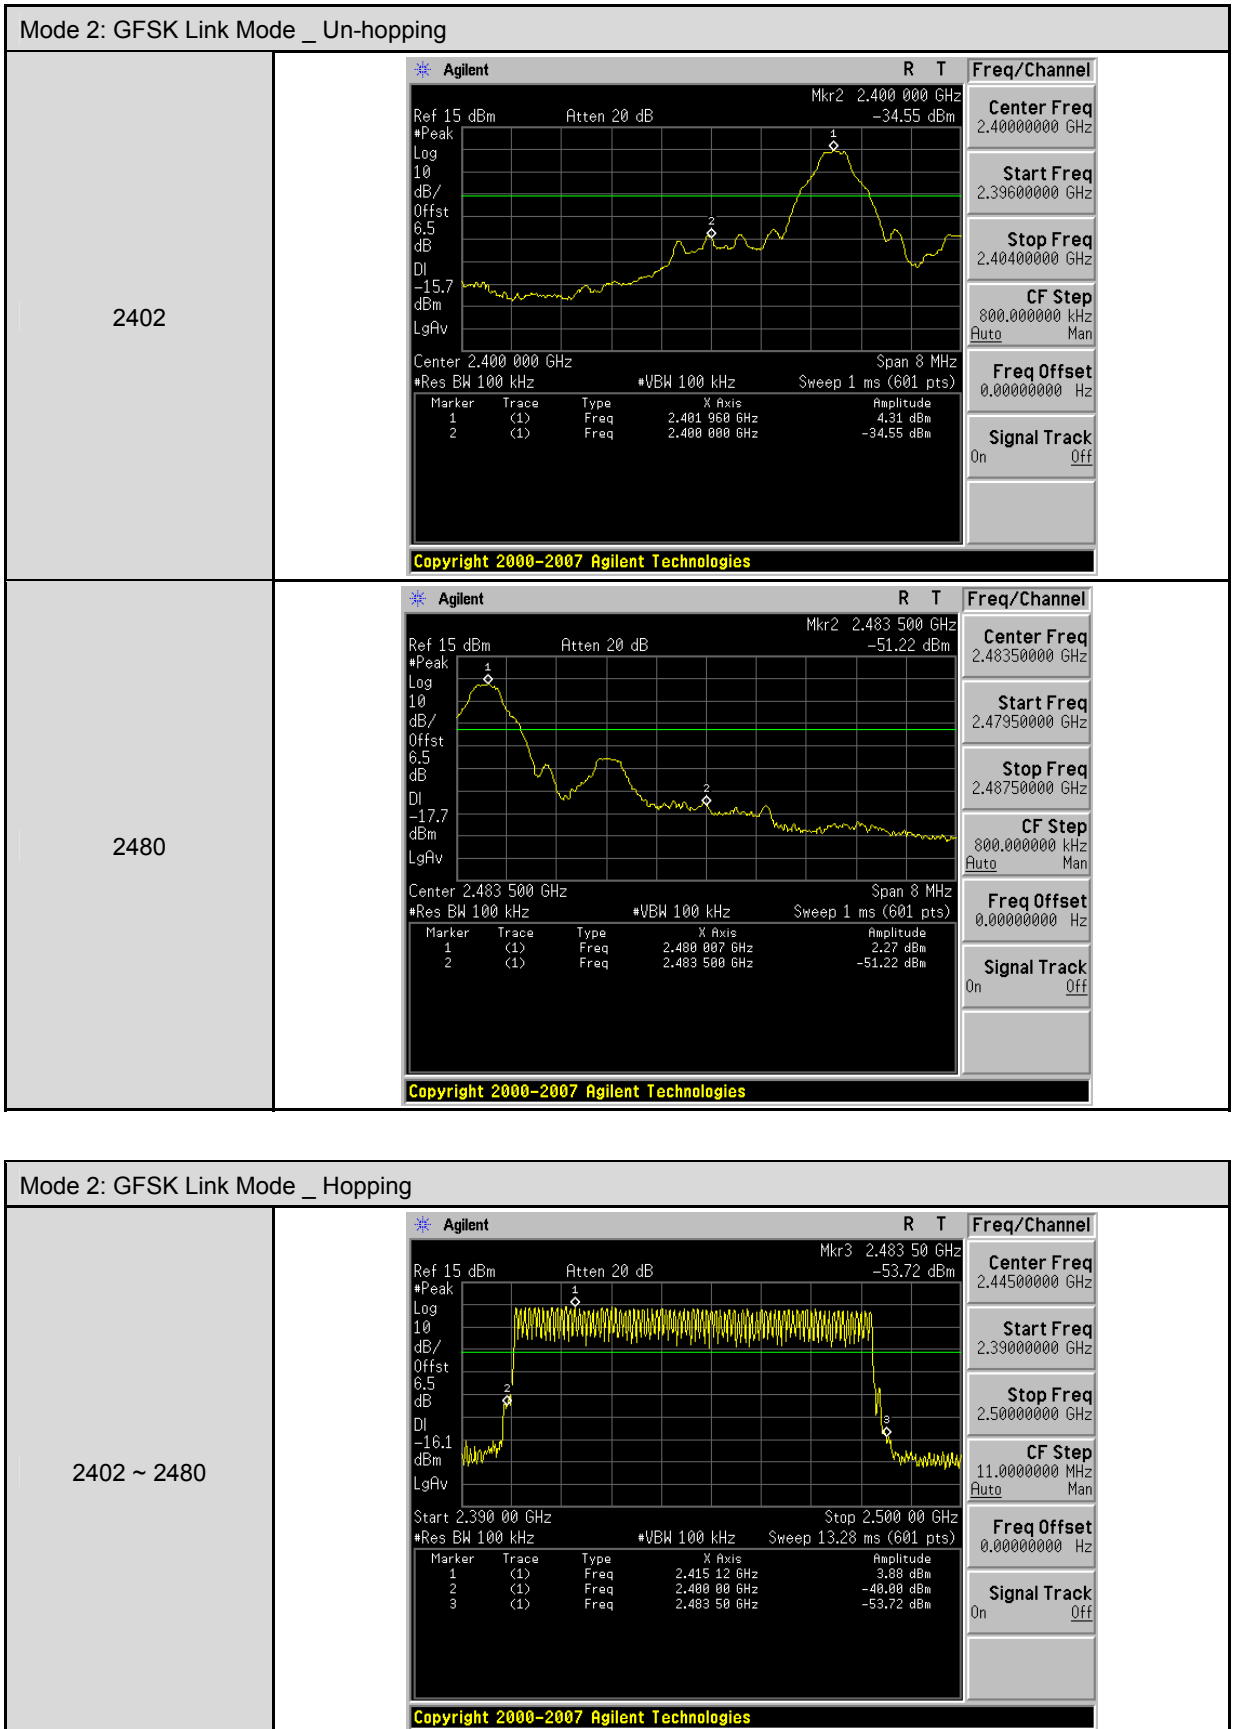 Mode 2: GFSK Link Mode _ Un-hopping
2402
Agilent R T Freq/Channel
Mkr2 2.400 000 GHz
Ref 15 dBm Atten 20 dB -34.55 dBm
#Peak
Log
10
dB/
Offst
6.5
dB
DI
-15.7
dBm
LgAv
1
2
Center 2.400 000 GHz Span 8 MHz
#Res BW 100 kHz #VBW 100 kHz Sweep 1 ms (601 pts)
Marker Trace Type X Axis Amplitude
1 (1) Freq 2.401 960 GHz 4.31 dBm
2 (1) Freq 2.400 000 GHz -34.55 dBm
Center Freq
2.40000000 GHz
Start Freq
2.39600000 GHz
Stop Freq
2.40400000 GHz
CF Step
800.000000 kHz
Auto Man
Freq Offset
0.00000000 Hz
Signal Track
On Off
Copyright 2000-2007 Agilent Technologies
2480
Agilent R T Freq/Channel
Mkr2 2.483 500 GHz
Ref 15 dBm Atten 20 dB -51.22 dBm
#Peak
Log
10
dB/
Offst
6.5
dB
DI
-17.7
dBm
LgAv
1
2
Center 2.483 500 GHz Span 8 MHz
#Res BW 100 kHz #VBW 100 kHz Sweep 1 ms (601 pts)
Marker Trace Type X Axis Amplitude
1 (1) Freq 2.480 007 GHz 2.27 dBm
2 (1) Freq 2.483 500 GHz -51.22 dBm
Center Freq
2.48350000 GHz
Start Freq
2.47950000 GHz
Stop Freq
2.48750000 GHz
CF Step
800.000000 kHz
Auto Man
Freq Offset
0.00000000 Hz
Signal Track
On Off
Copyright 2000-2007 Agilent Technologies
Mode 2: GFSK Link Mode _ Hopping
2402 ~ 2480
Agilent R T Freq/Channel
Mkr3 2.483 50 GHz
Ref 15 dBm Atten 20 dB -53.72 dBm
#Peak
Log
10
dB/
Offst
6.5
dB
DI
-16.1
dBm
LgAv
1
2
3
Start 2.390 00 GHz Stop 2.500 00 GHz
#Res BW 100 kHz #VBW 100 kHz Sweep 13.28 ms (601 pts)
Marker Trace Type X Axis Amplitude
1 (1) Freq 2.415 12 GHz 3.88 dBm
2 (1) Freq 2.400 00 GHz -40.00 dBm
3 (1) Freq 2.483 50 GHz -53.72 dBm
Center Freq
2.44500000 GHz
Start Freq
2.39000000 GHz
Stop Freq
2.50000000 GHz
CF Step
11.0000000 MHz
Auto Man
Freq Offset
0.00000000 Hz
Signal Track
On Off
Copyright 2000-2007 Agilent Technologies